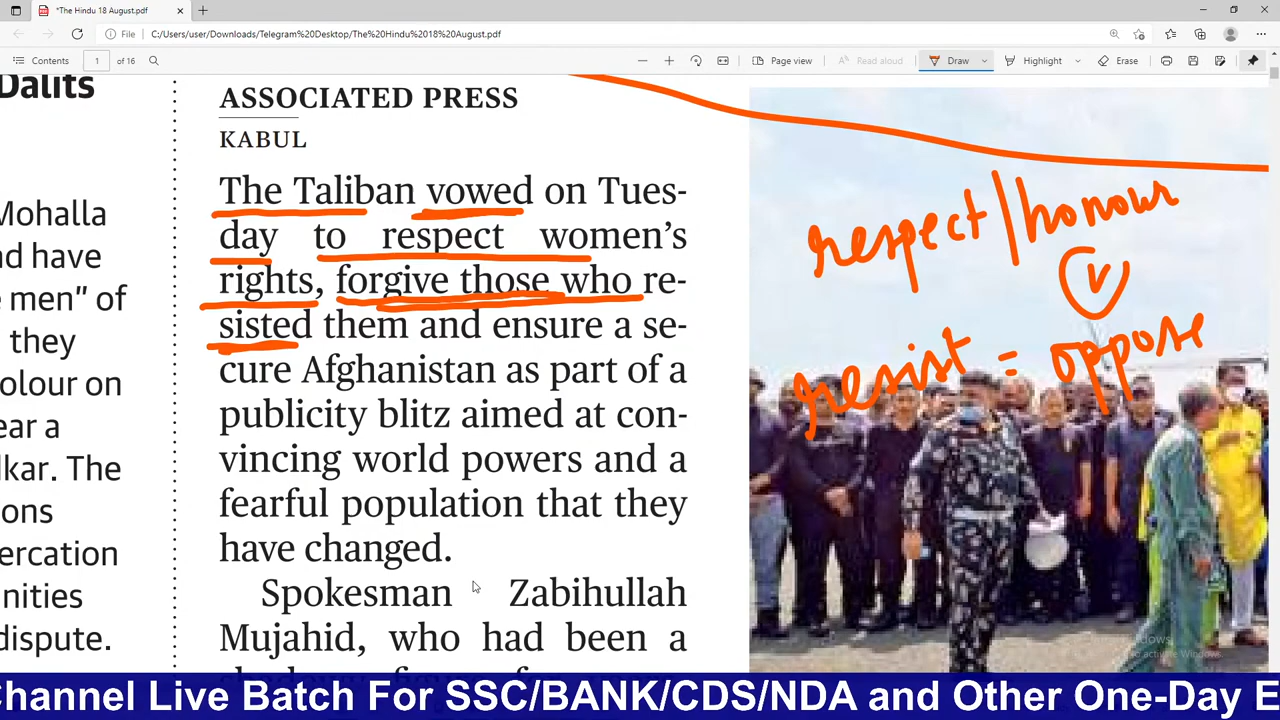 *The Hindu 18 August.pdf
File
C:/Users/user/Downloads/Telegram%20Desktop/The%20Hindu%2018%20August.pdf
Contents
1 of 16
Page view
Read aloud
Draw
Highlight
Erase
Dalits
Mohalla
nd have
e men" of
they
olour on
ear a
lkar. The
ons
ercation
nities
dispute.
ASSOCIATED PRESS
KABUL
The Taliban vowed on Tues-
day to respect women's
rights, forgive those who re-
sisted them and ensure a se-
cure Afghanistan as part of a
publicity blitz aimed at con-
vincing world powers and a
fearful population that they
have changed.
Spokesman Zabihullah
Mujahid, who had been a
respect/honour
v
resist = oppose
Channel Live Batch For SSC/BANK/CDS/NDA and Other One-Day E